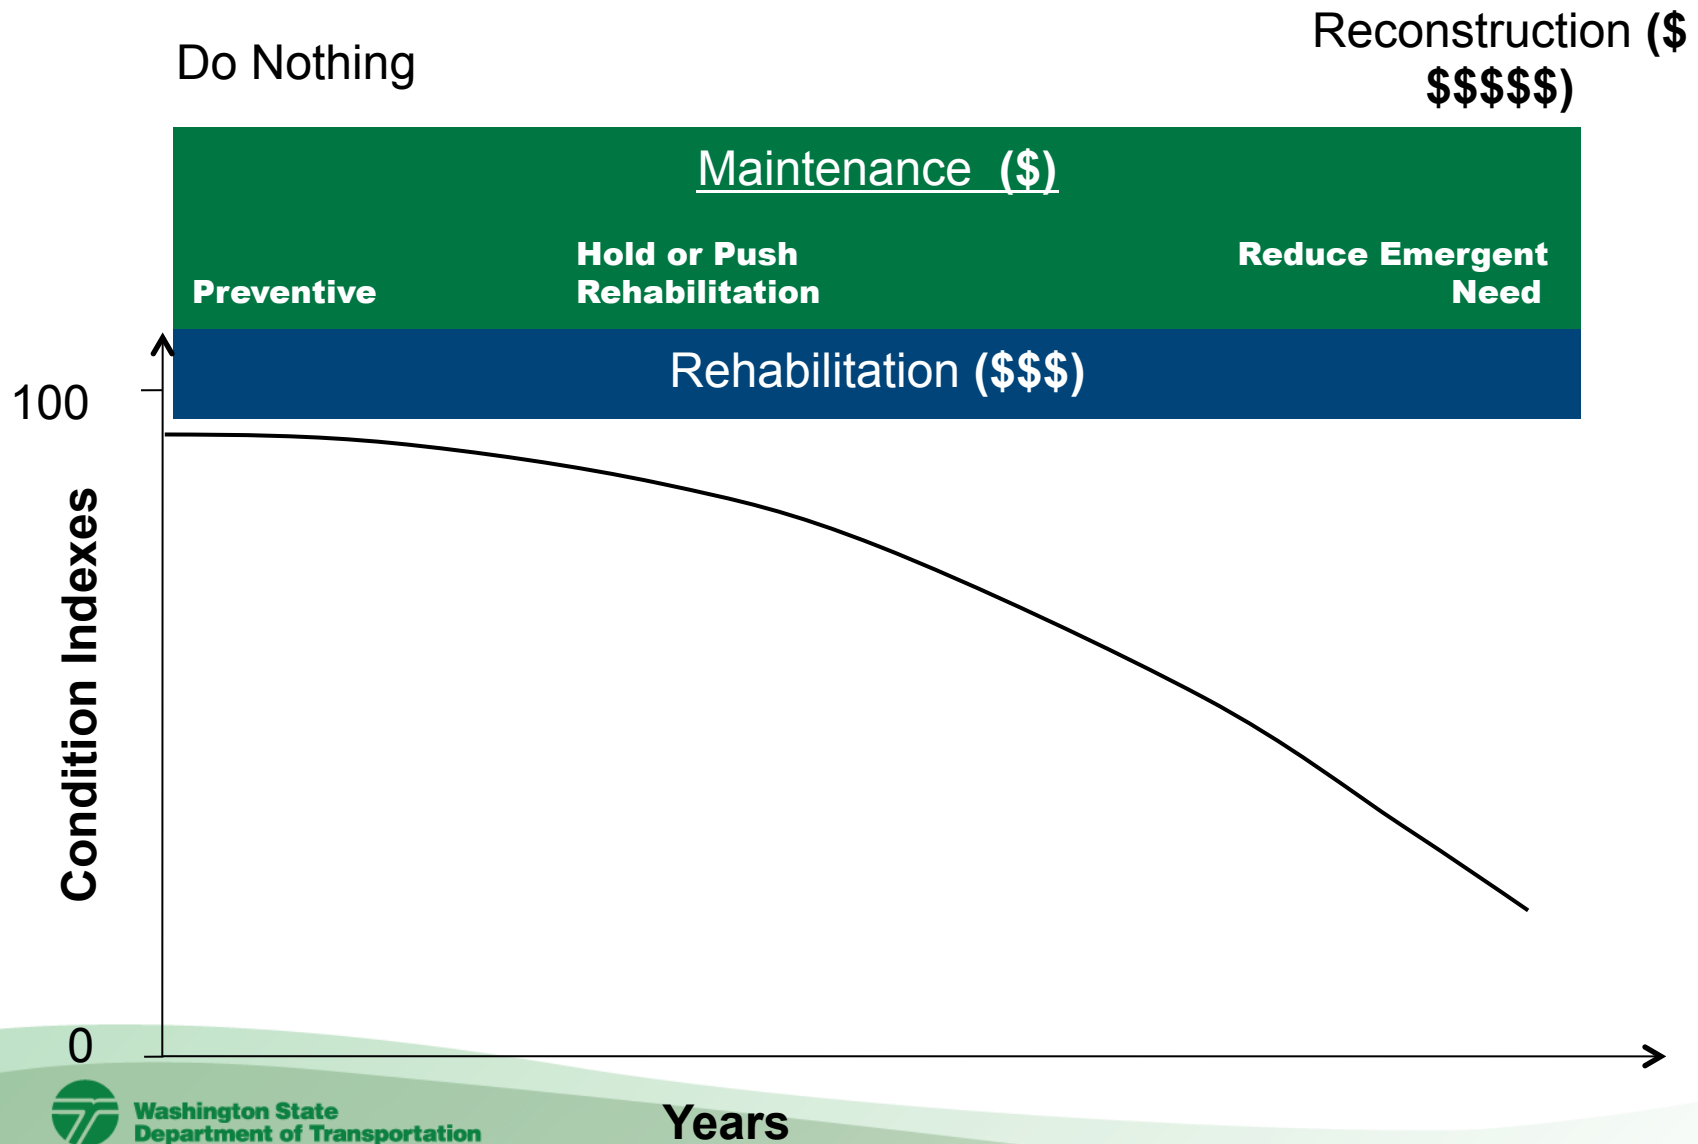 Do Nothing
Reconstruction ($
$$$$$)
Maintenance ($)
Preventive
Hold or Push
Rehabilitation
Reduce Emergent
Need
Rehabilitation ($$$)
100
Condition Indexes
0
Years
Washington State
Department of Transportation